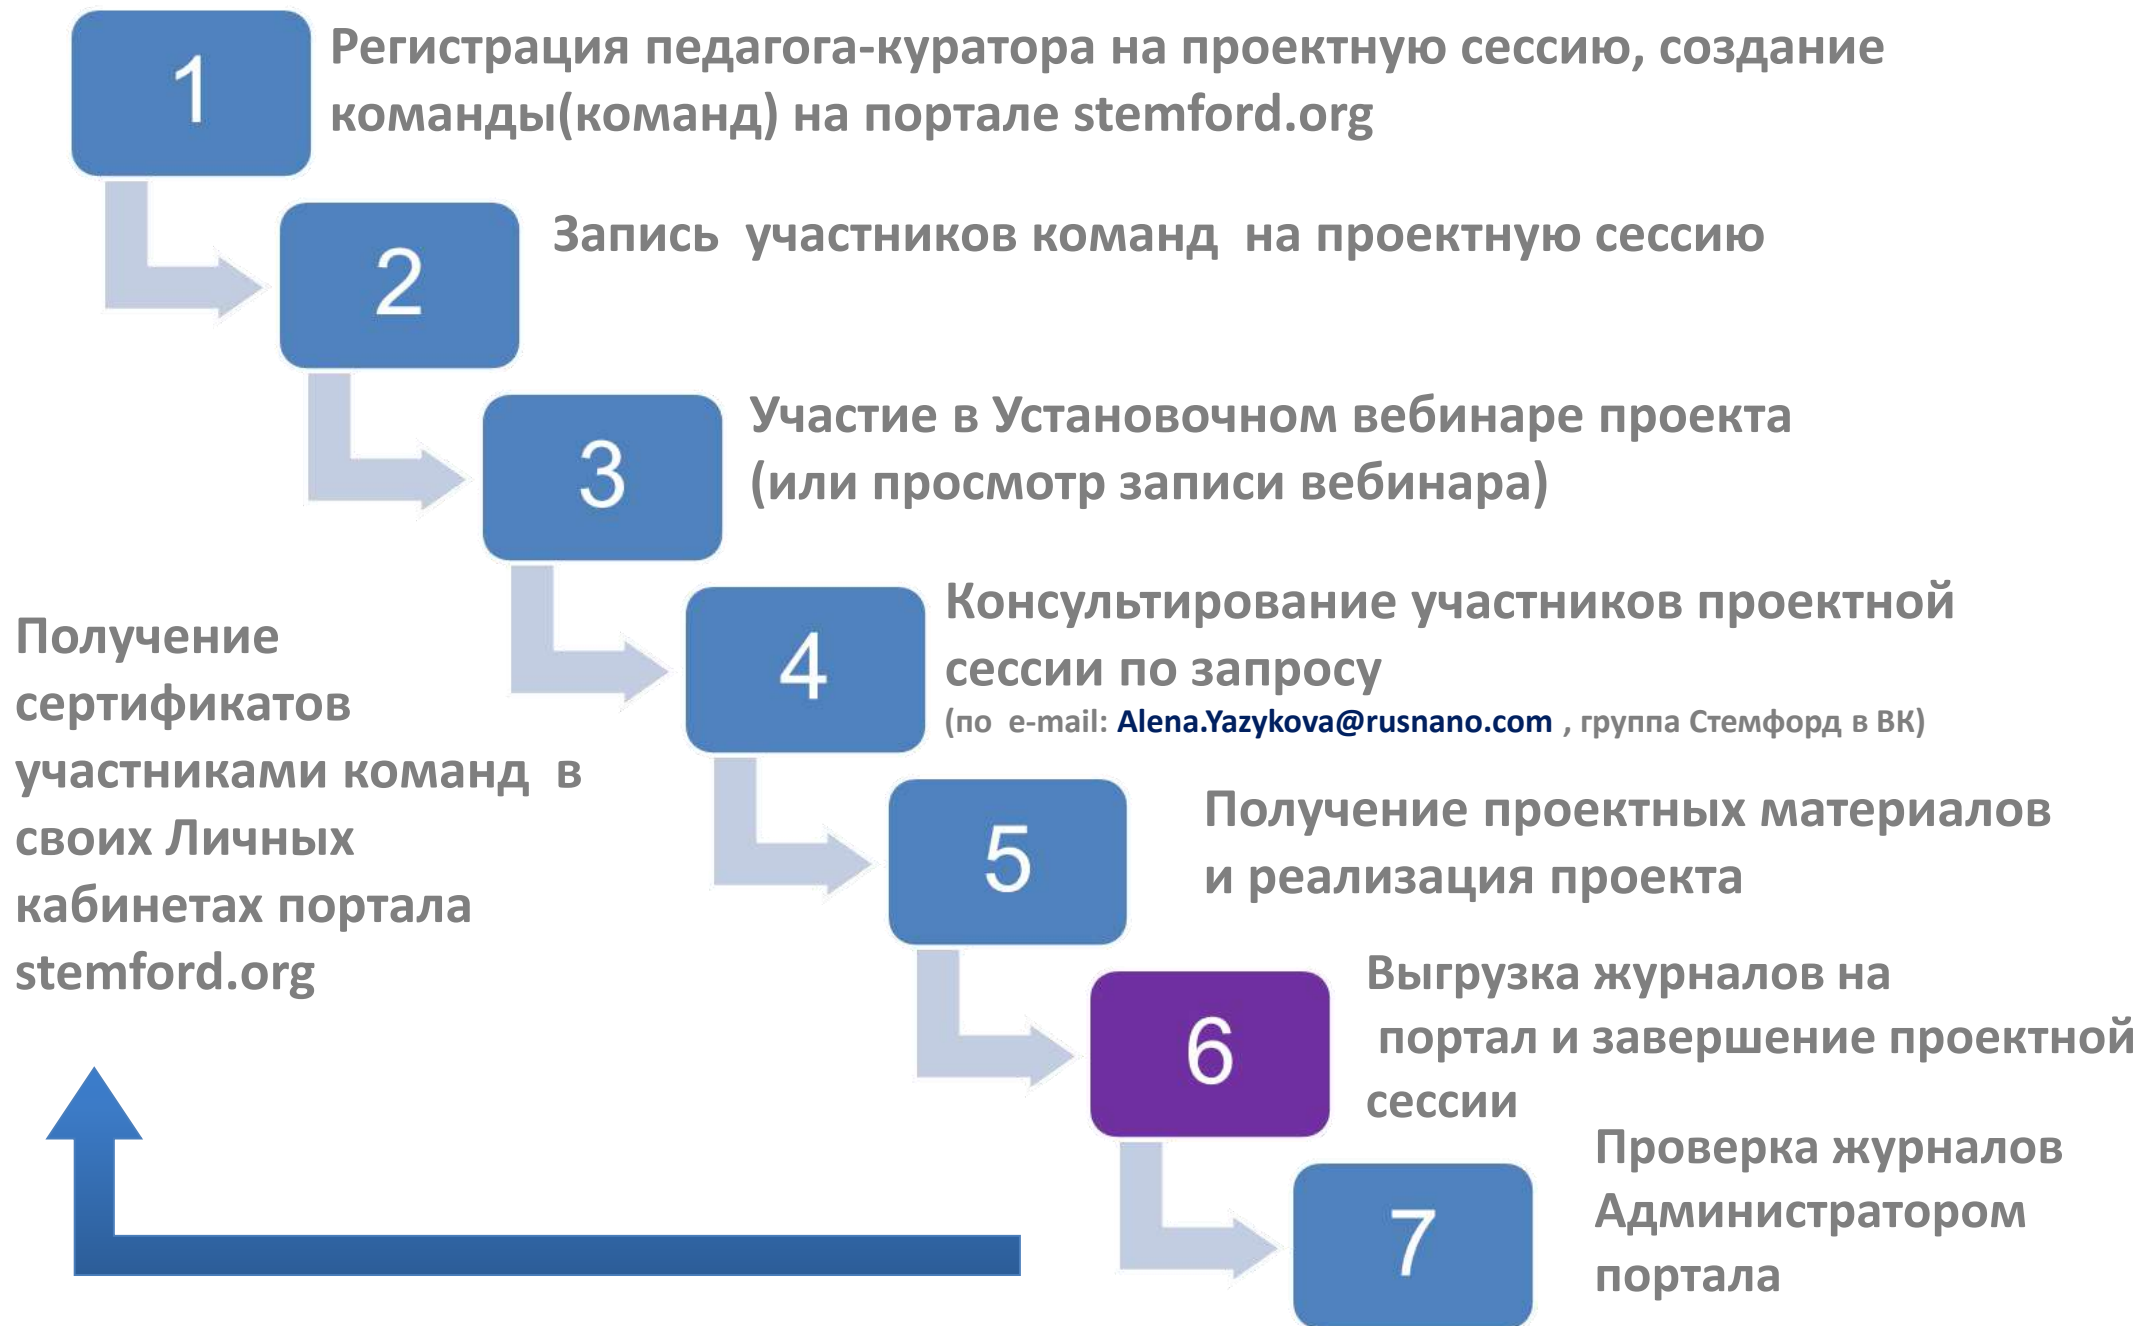 1
Регистрация педагога-куратора на проектную сессию, создание
команды(команд) на портале stemford.org
2
Запись участников команд на проектную сессию
3
Участие в Установочном вебинаре проекта
(или просмотр записи вебинара)
4
Консультирование участников проектной
сессии по запросу
(по e-mail: Alena.Yazykova@rusnano.com , группа Стемфорд в ВК)
5
Получение проектных материалов
и реализация проекта
6
Выгрузка журналов на
портал и завершение проектной
сессии
7
Проверка журналов
Администратором
портала
Получение
сертификатов
участниками команд в
своих Личных
кабинетах портала
stemford.org